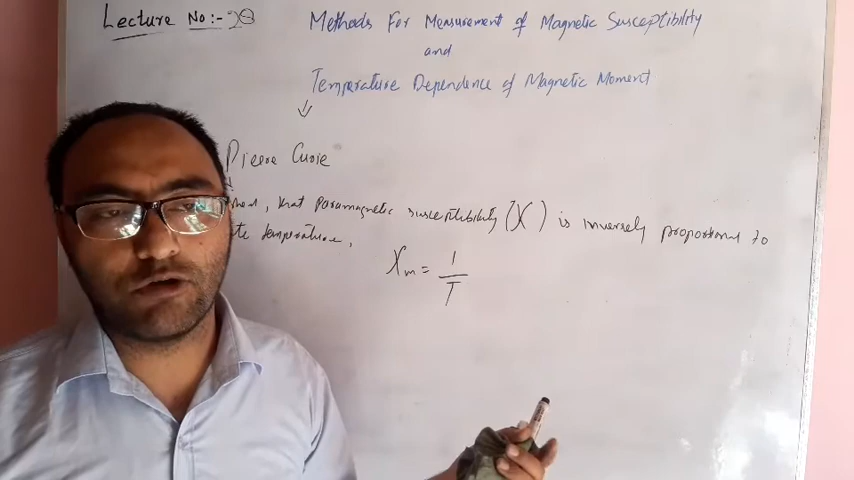 Lecture No:- 28
Methods For Measurement of Magnetic Susceptibility
and
Temperature Dependence of Magnetic Moment
Pierre Curie
that Paramagnetic susceptibility (χ) is inversely proportional to
temperature,
χm = 1/T